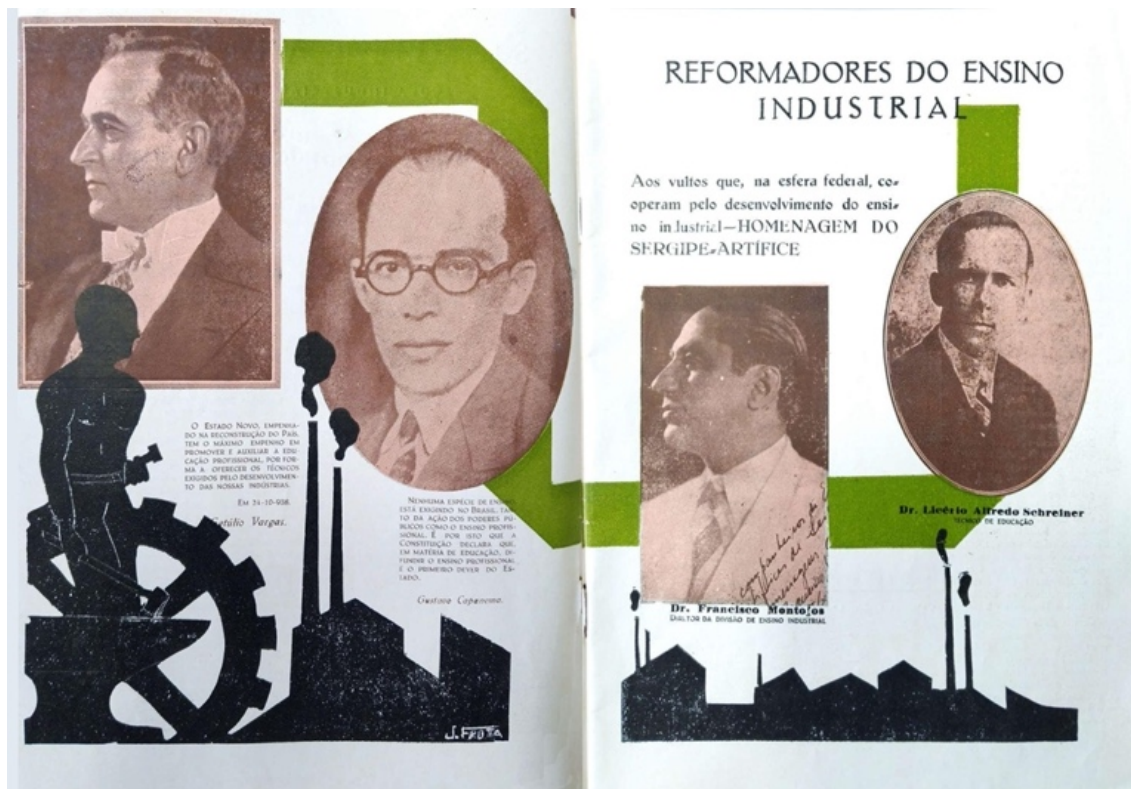 O ESTADO NOVO, EMPENHA-
DO NA RECONSTRUÇÃO DO PAÍS,
TEM O MÁXIMO EMPENHO EM
PROMOVER E AUXILIAR A EDU-
CAÇÃO PROFISSIONAL, POR FOR-
MA A OFERECER OS TÉCNICOS
EXIGIDOS PELO DESENVOLVIMEN-
TO DAS NOSSAS INDÚSTRIAS.
EM 24-10-938.
Getúlio Vargas.
NENHUMA ESPÉCIE DE ENSINO
ESTÁ EXIGINDO NO BRASIL, TAN-
TO DA AÇÃO DOS PODERES PÚ-
BLICOS COMO O ENSINO PROFIS-
SIONAL. É POR ISTO QUE A
CONSTITUIÇÃO DECLARA QUE,
EM MATÉRIA DE EDUCAÇÃO, DI-
FUNDIR O ENSINO PROFISSIONAL
É O PRIMEIRO DEVER DO ES-
TADO.
Gustavo Capanema.
J. FROTA
REFORMADORES DO ENSINO
INDUSTRIAL
Aos vultos que, na esfera federal, co-
operam pelo desenvolvimento do ensi-
no industrial—HOMENAGEM DO
SERGIPE-ARTÍFICE
Dr. Licério Alfredo Schreiner
TÉCNICO DE EDUCAÇÃO
Dr. Francisco Montojos
DIRETOR DA DIVISÃO DE ENSINO INDUSTRIAL